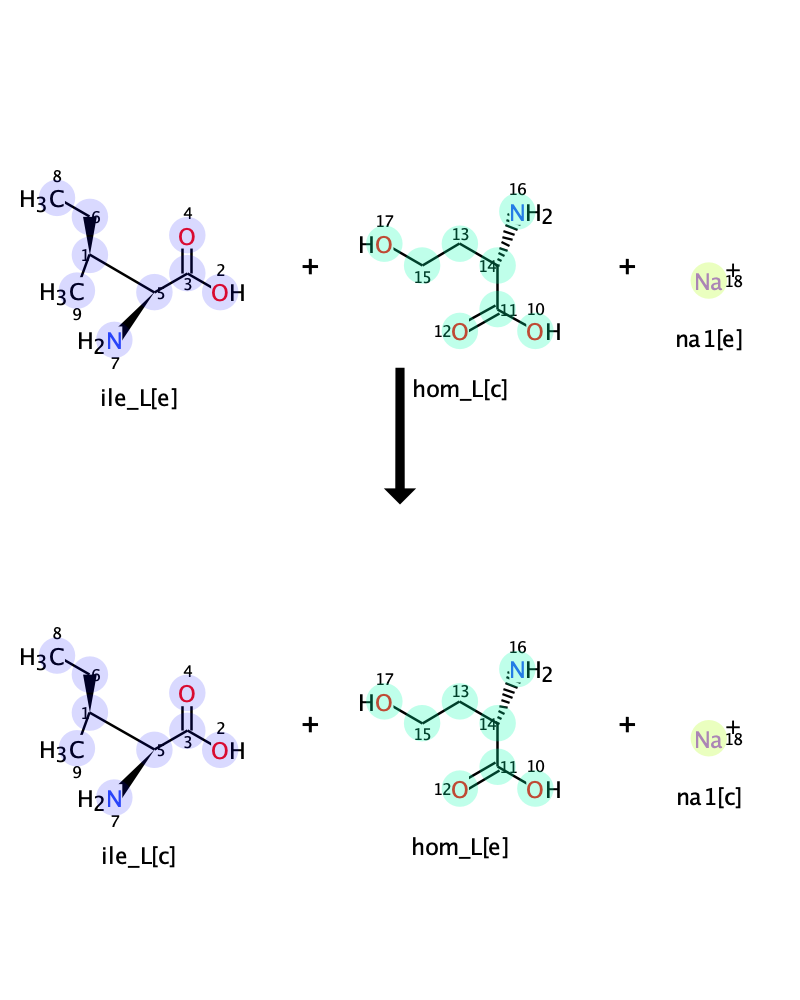 8
H3C
6
4
O
1
2
3
OH
5
H3C
9
H2N
7
ile_L[e]
+
16
NH2
17
HO
13
14
15
11
10
12
O
OH
hom_L[c]
+
Na
+
18
na1[e]
8
H3C
6
4
O
1
2
3
OH
5
H3C
9
H2N
7
ile_L[c]
+
16
NH2
17
HO
13
14
15
11
10
12
O
OH
hom_L[e]
+
Na
+
18
na1[c]